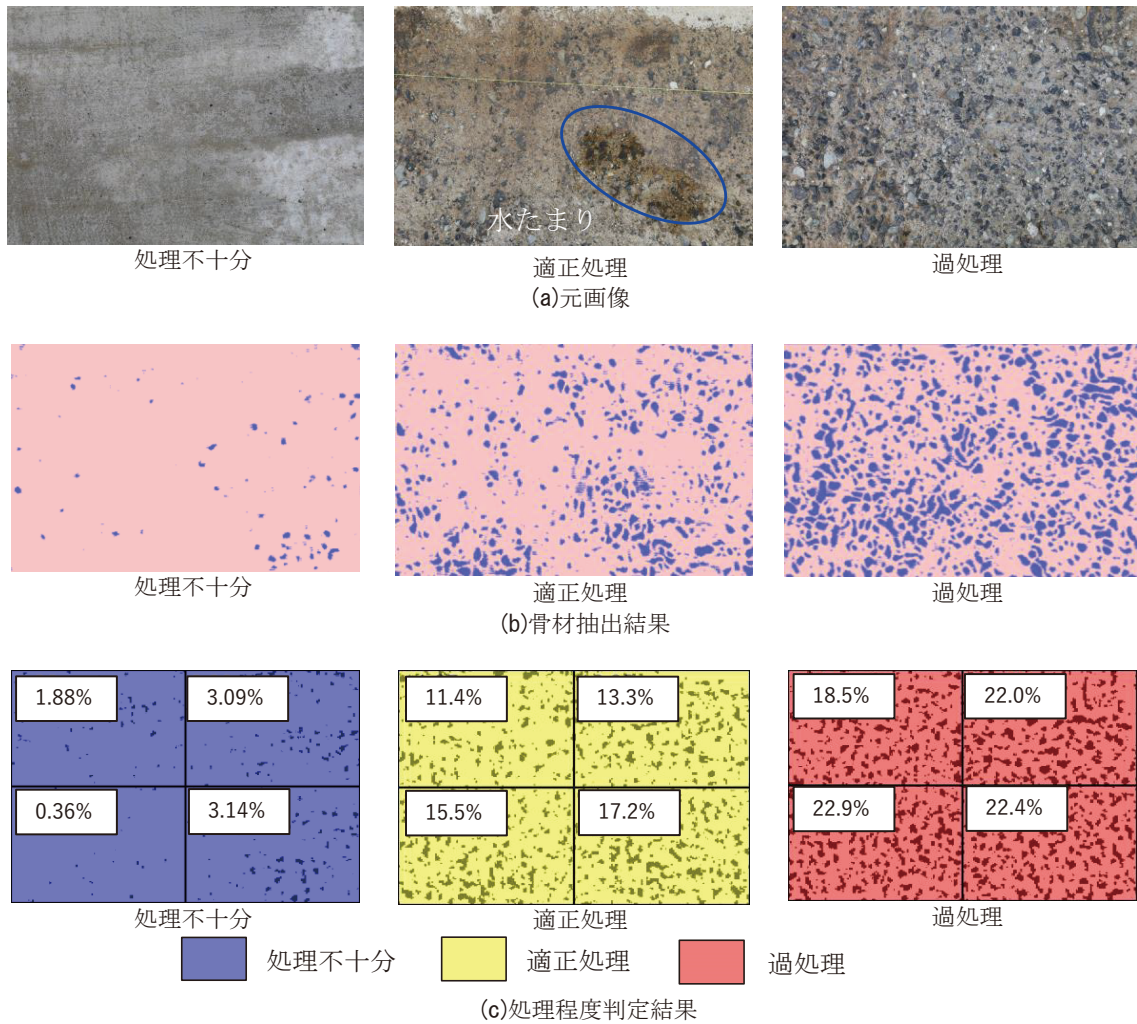 水たまり
処理不十分
適正処理
過処理
(a)元画像
処理不十分
適正処理
過処理
(b)骨材抽出結果
1.88%
3.09%
11.4%
13.3%
18.5%
22.0%
0.36%
3.14%
15.5%
17.2%
22.9%
22.4%
処理不十分
適正処理
過処理
処理不十分
適正処理
過処理
(c)処理程度判定結果